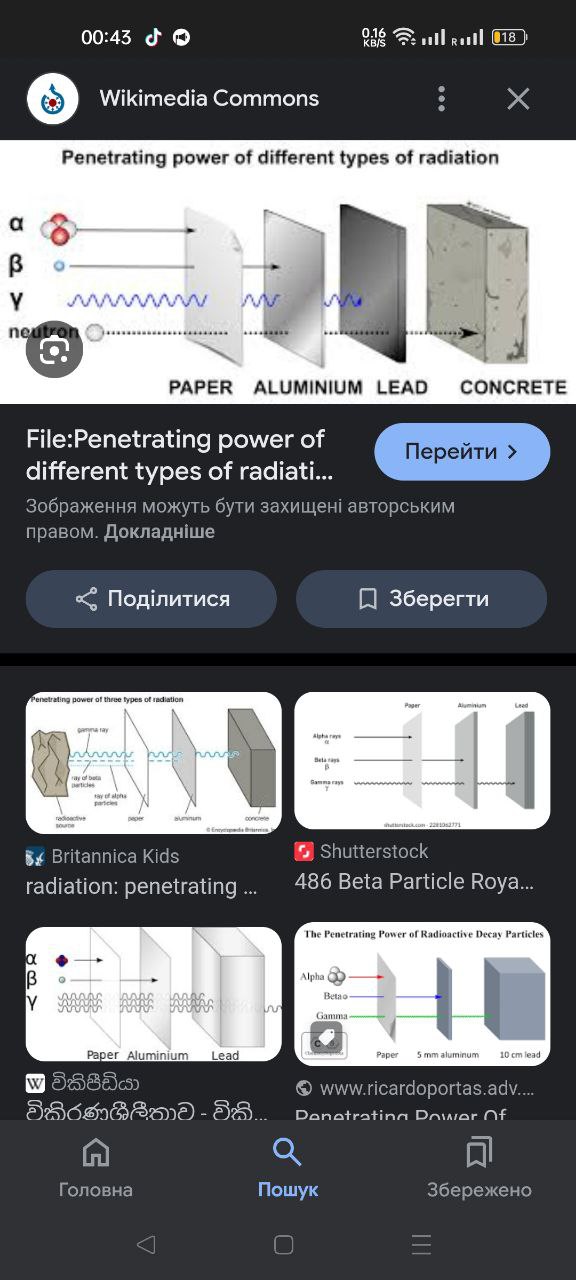 00:43
0.16
KB/S
R
18
Wikimedia Commons
Penetrating power of different types of radiation
α
β
γ
neutron
PAPER ALUMINIUM LEAD CONCRETE
File:Penetrating power of
different types of radiati...
Перейти
Зображення можуть бути захищені авторським
правом. Докладніше
Поділитися
Зберегти
Penetrating power of three types of radiation
gamma ray
ray of beta
particles
ray of alpha
particles
radioactive
source
paper
aluminum
concrete
© Encyclopædia Britannica, Inc.
Britannica Kids
radiation: penetrating ...
Paper Aluminium Lead
Alpha rays
α
Beta rays
β
Gamma rays
γ
shutterstock.com · 2281062771
Shutterstock
486 Beta Particle Roya...
α
β
γ
Paper Aluminium Lead
W විකිපීඩියා
විකිරණශීලීතාව - විකි...
The Penetrating Power of Radioactive Decay Particles
Alpha
Beta
Gamma
Paper 5 mm aluminum 10 cm lead
www.ricardoportas.adv....
Penetrating Power Of
Головна
Пошук
Збережено